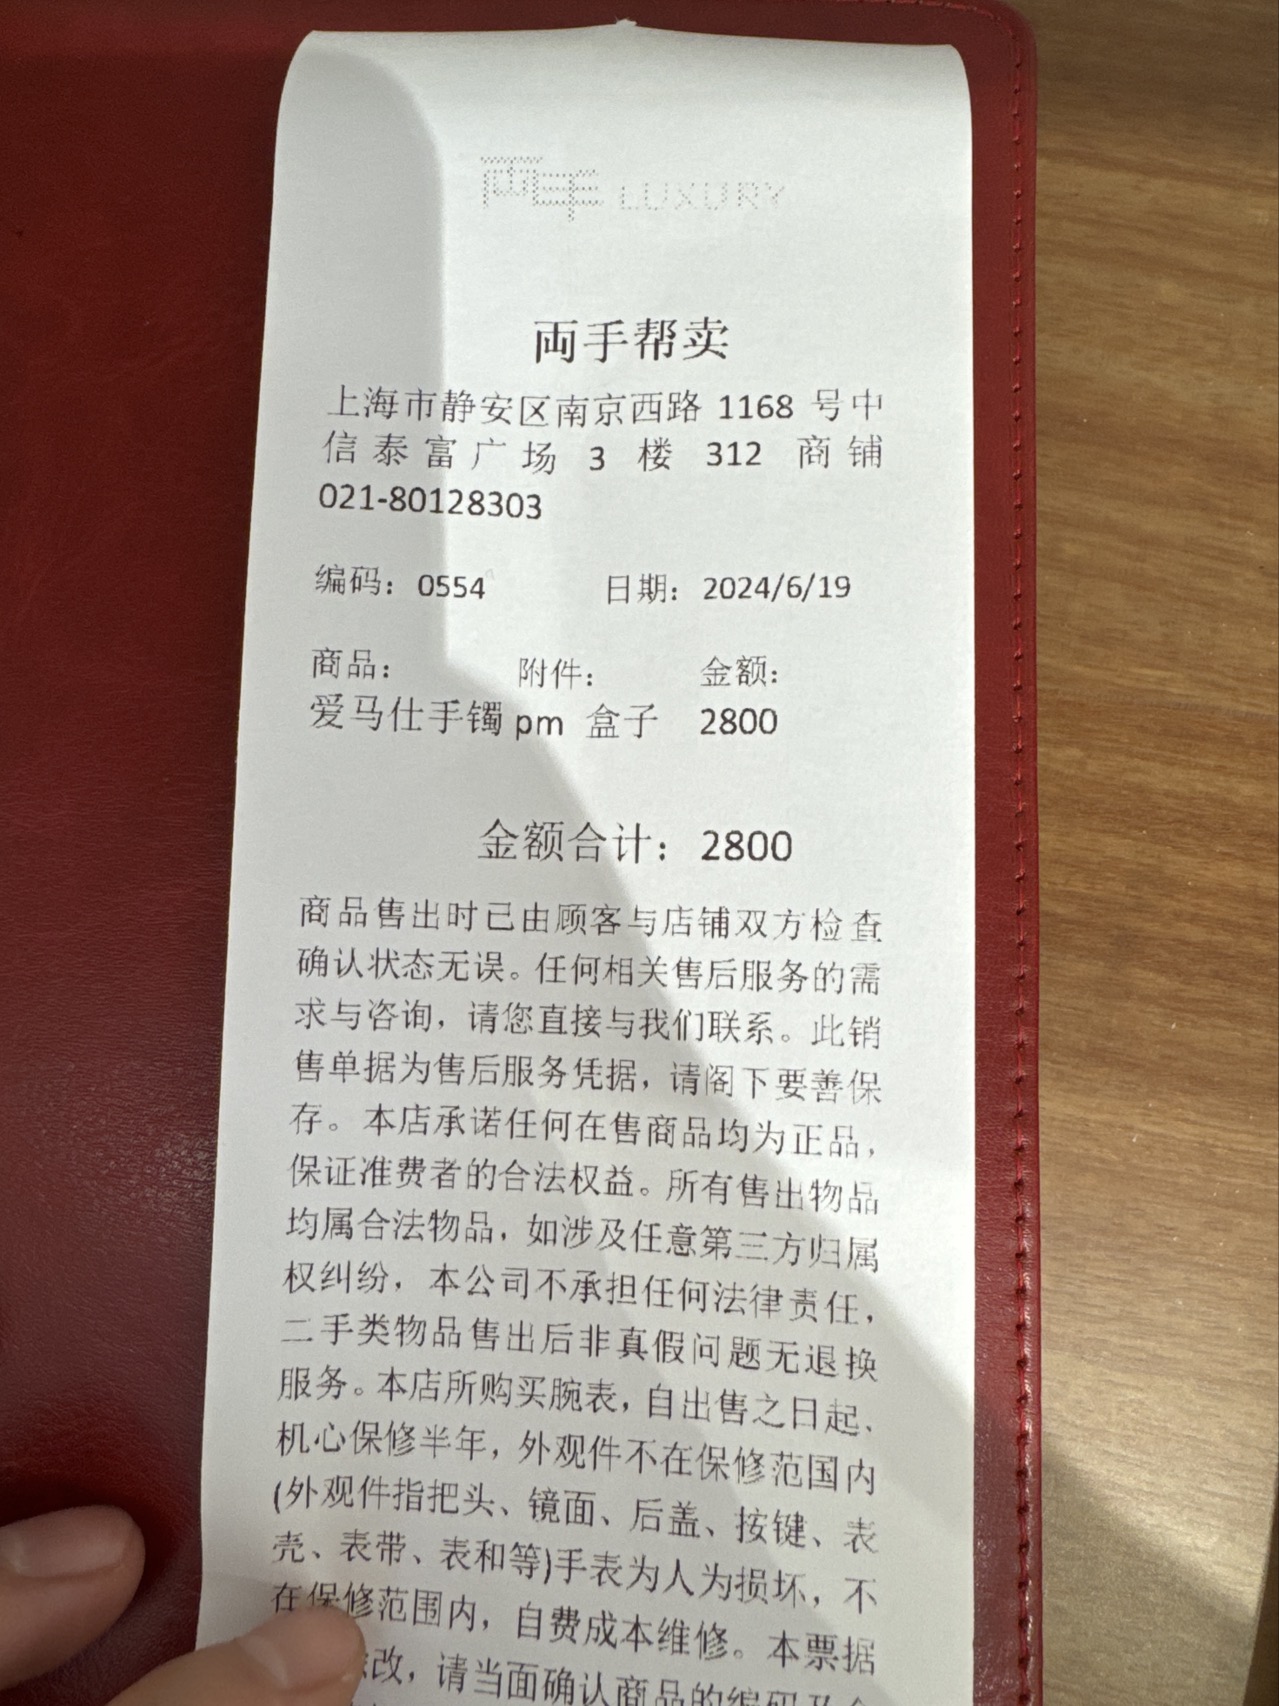 両手 LUXURY
両手帮卖
上海市静安区南京西路 1168 号中
信泰富广场 3 楼 312 商铺
021-80128303
编码：0554 日期：2024/6/19
商品： 附件： 金额：
爱马仕手镯 pm 盒子 2800
金额合计：2800
商品售出时已由顾客与店铺双方检查
确认状态无误。任何相关售后服务的需
求与咨询，请您直接与我们联系。此销
售单据为售后服务凭据，请阁下要善保
存。本店承诺任何在售商品均为正品，
保证准费者的合法权益。所有售出物品
均属合法物品，如涉及任意第三方归属
权纠纷，本公司不承担任何法律责任，
二手类物品售出后非真假问题无退换
服务。本店所购买腕表，自出售之日起、
机心保修半年，外观件不在保修范围内
(外观件指把头、镜面、后盖、按键、表
壳、表带、表和等)手表为人为损坏，不
在保修范围内，自费成本维修。本票据
改，请当面确认商品的编码及金